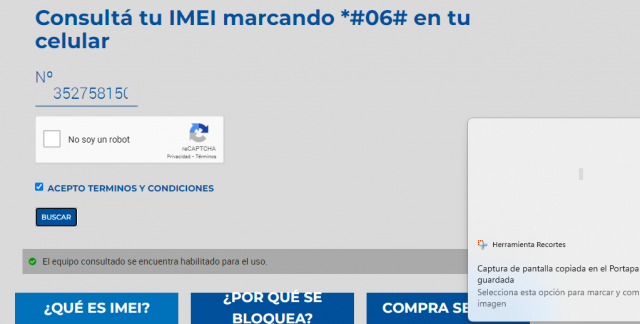 Consultá tu IMEI marcando *#06# en tu
celular
Nº
35275815
No soy un robot
reCAPTCHA
Privacidad - Términos
ACEPTO TERMINOS Y CONDICIONES
BUSCAR
El equipo consultado se encuentra habilitado para el uso.
Herramienta Recortes
Captura de pantalla copiada en el Portapa
guardada
Selecciona esta opción para marcar y com
imagen
¿QUÉ ES IMEI?
¿POR QUÉ SE
BLOQUEA?
COMPRA SE